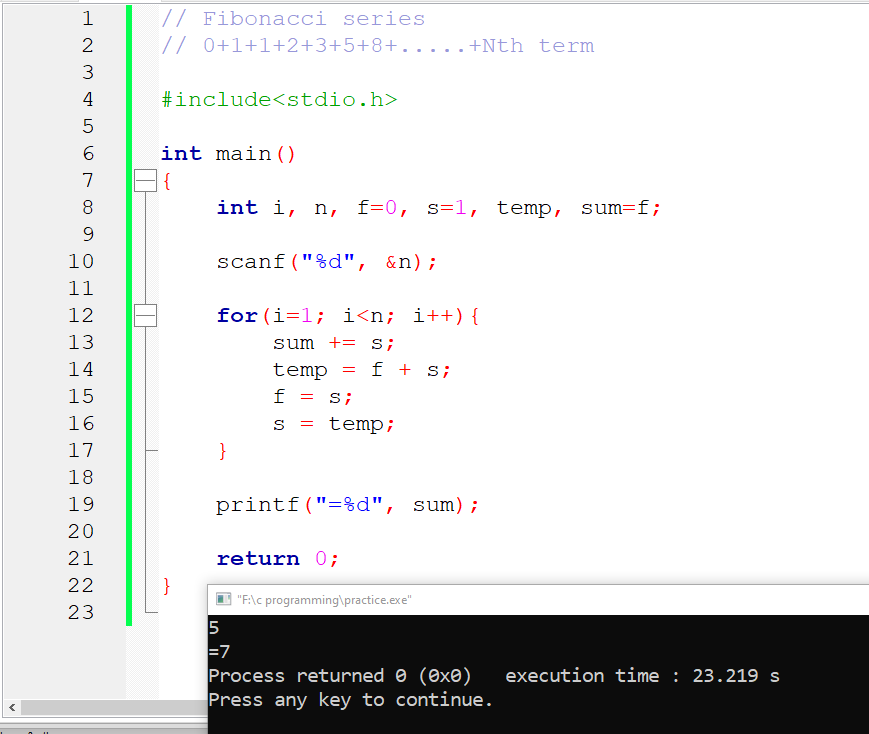 1 // Fibonacci series
2 // 0+1+1+2+3+5+8+.....+Nth term
3
4 #include<stdio.h>
5
6 int main()
7 {
8 int i, n, f=0, s=1, temp, sum=f;
9
10 scanf("%d", &n);
11
12 for(i=1; i<n; i++){
13 sum += s;
14 temp = f + s;
15 f = s;
16 s = temp;
17 }
18
19 printf("=%d", sum);
20
21 return 0;
22 }
23
"F:\c programming\practice.exe"
5
=7
Process returned 0 (0x0) execution time : 23.219 s
Press any key to continue.